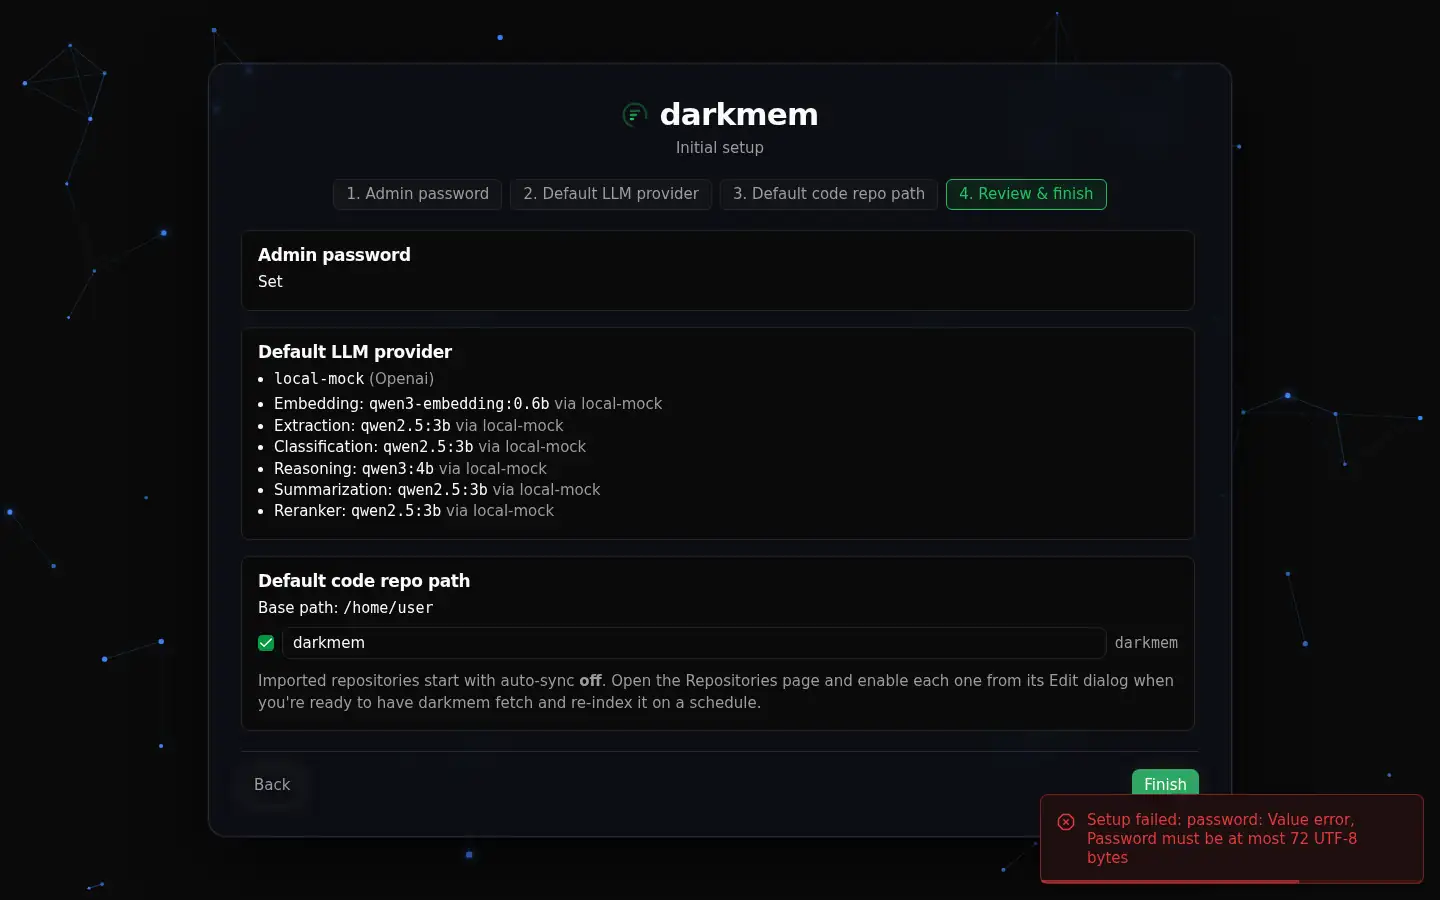 darkmem
Initial setup
1. Admin password
2. Default LLM provider
3. Default code repo path
4. Review & finish
Admin password
Set
Default LLM provider
local-mock (Openai)
Embedding: qwen3-embedding:0.6b via local-mock
Extraction: qwen2.5:3b via local-mock
Classification: qwen2.5:3b via local-mock
Reasoning: qwen3:4b via local-mock
Summarization: qwen2.5:3b via local-mock
Reranker: qwen2.5:3b via local-mock
Default code repo path
Base path: /home/user
darkmem darkmem
Imported repositories start with auto-sync off. Open the Repositories page and enable each one from its Edit dialog when
you're ready to have darkmem fetch and re-index it on a schedule.
Back
Finish
Setup failed: password: Value error,
Password must be at most 72 UTF-8
bytes